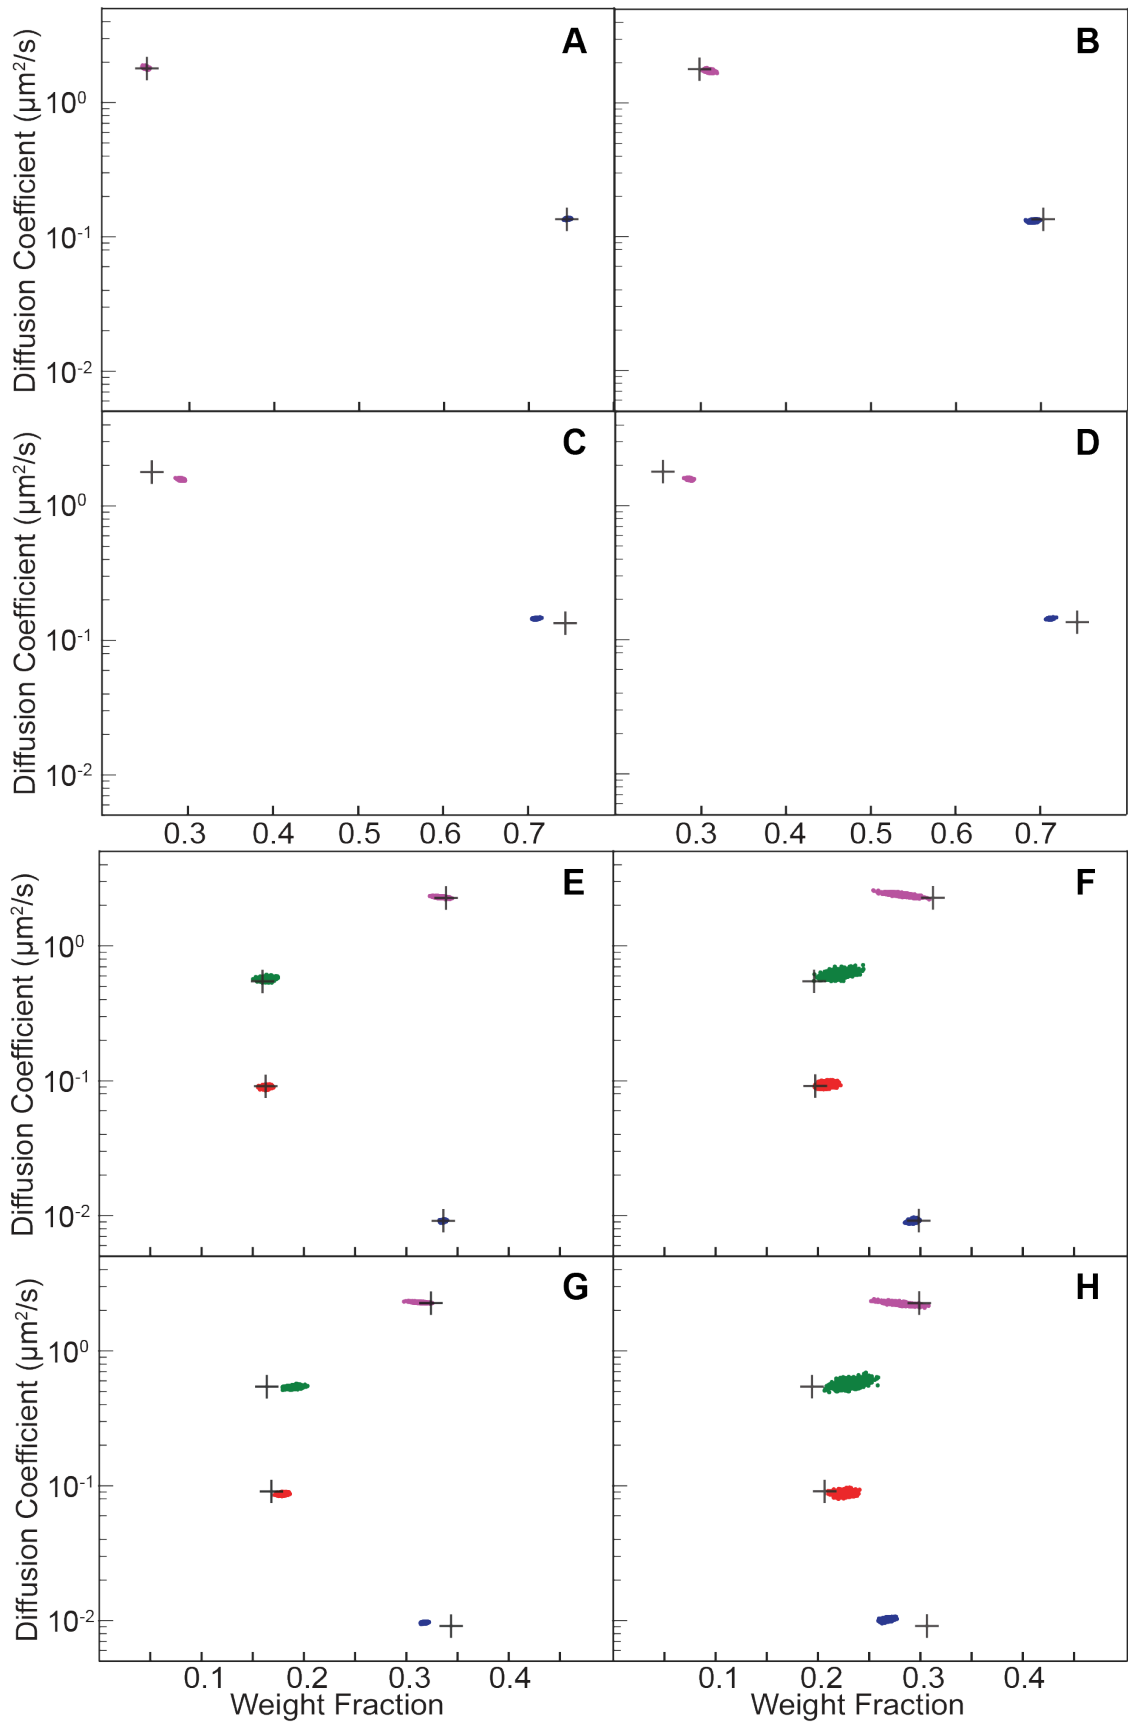 A
B
Diffusion Coefficient (µm²/s)
10⁰
10⁻¹
10⁻²
C
D
Diffusion Coefficient (µm²/s)
10⁰
10⁻¹
10⁻²
0.3 0.4 0.5 0.6 0.7
0.3 0.4 0.5 0.6 0.7
E
F
Diffusion Coefficient (µm²/s)
10⁰
10⁻¹
10⁻²
G
H
Diffusion Coefficient (µm²/s)
10⁰
10⁻¹
10⁻²
0.1 0.2 0.3 0.4
0.1 0.2 0.3 0.4
Weight Fraction
Weight Fraction